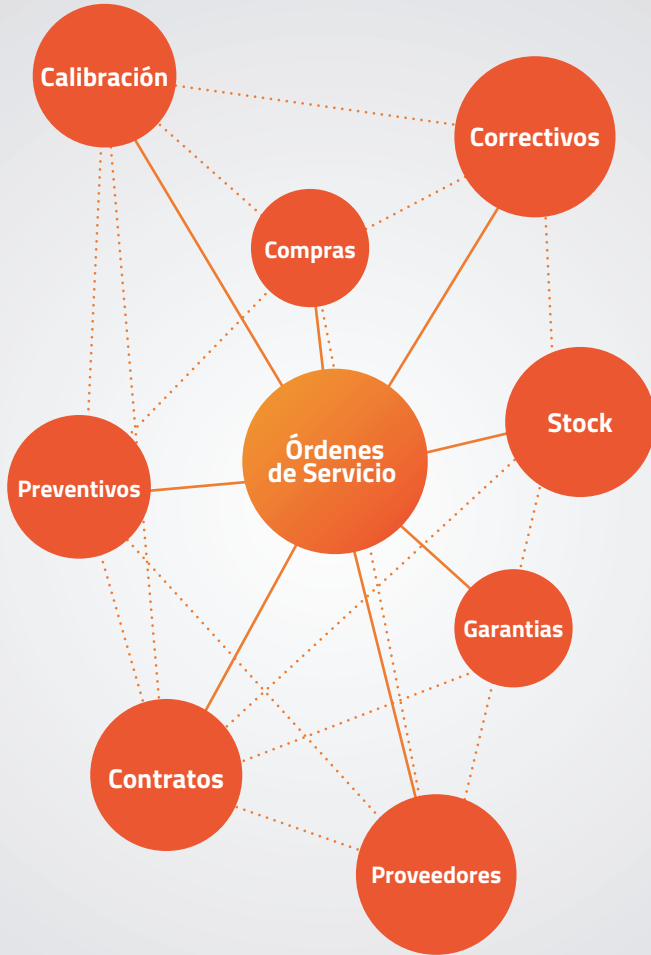 Calibración
Correctivos
Compras
Stock
Órdenes
de Servicio
Preventivos
Garantias
Contratos
Proveedores